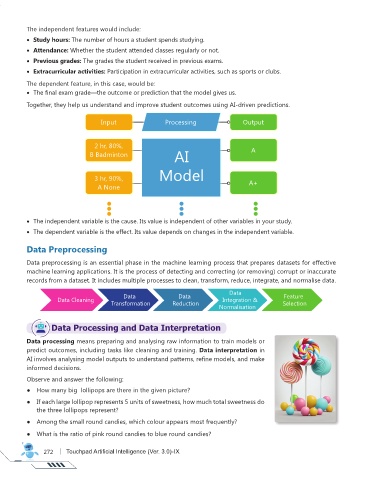 The independent features would include:
• Study hours: The number of hours a student spends studying.
• Attendance: Whether the student attended classes regularly or not.
• Previous grades: The grades the student received in previous exams.
• Extracurricular activities: Participation in extracurricular activities, such as sports or clubs.
The dependent feature, in this case, would be:
• The final exam grade—the outcome or prediction that the model gives us.
Together, they help us understand and improve student outcomes using AI-driven predictions.
Input
Processing
Output
2 hr, 80%,
B Badminton
AI
Model
A
3 hr, 90%,
A None
A+
• The independent variable is the cause. Its value is independent of other variables in your study.
• The dependent variable is the effect. Its value depends on changes in the independent variable.
Data Preprocessing
Data preprocessing is an essential phase in the machine learning process that prepares datasets for effective
machine learning applications. It is the process of detecting and correcting (or removing) corrupt or inaccurate
records from a dataset. It includes multiple processes to clean, transform, reduce, integrate, and normalise data.
Data Cleaning
Data
Transformation
Data
Reduction
Data
Integration &
Normalisation
Feature
Selection
Data Processing and Data Interpretation
Data processing means preparing and analysing raw information to train models or
predict outcomes, including tasks like cleaning and training. Data interpretation in
AI involves analysing model outputs to understand patterns, refine models, and make
informed decisions.
Observe and answer the following:
● How many big lollipops are there in the given picture?
● If each large lollipop represents 5 units of sweetness, how much total sweetness do
the three lollipops represent?
● Among the small round candies, which colour appears most frequently?
● What is the ratio of pink round candies to blue round candies?
272 | Touchpad Artificial Intelligence (Ver. 3.0)-IX